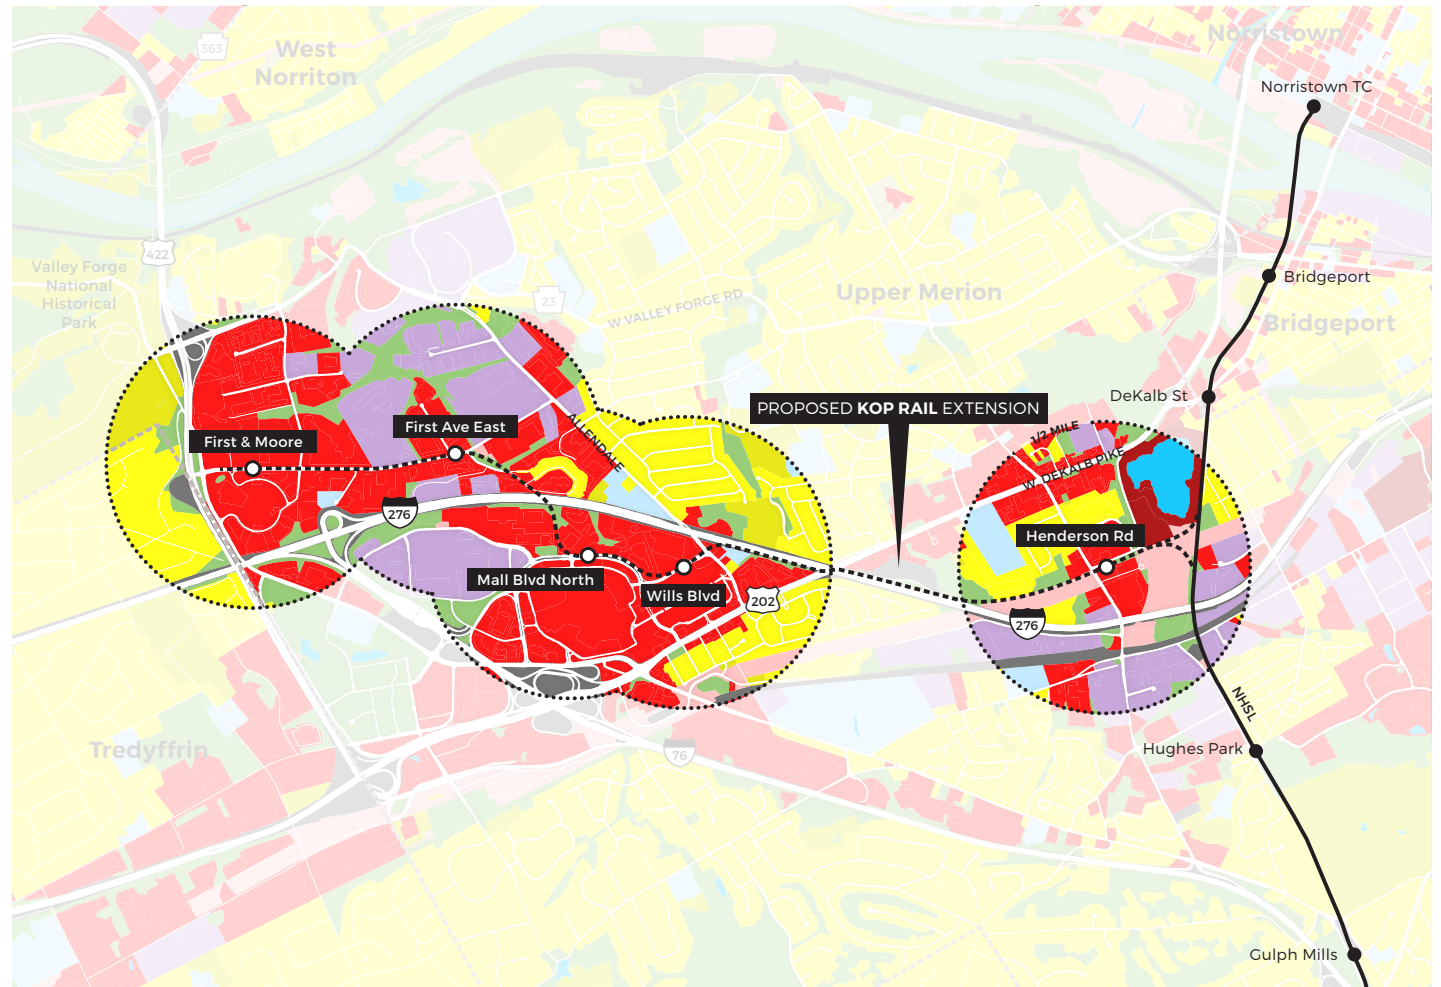 363
West
Norriton
Norristown
Norristown TC
422
Valley Forge
National
Historical
Park
23
W VALLEY FORGE RD
Upper Merion
Bridgeport
Bridgeport
DeKalb St
PROPOSED KOP RAIL EXTENSION
First & Moore
First Ave East
ALLENDALE
1/2 MILE
W. DEKALB PIKE
276
Henderson Rd
Mall Blvd North
Wills Blvd
202
276
NHSL
Tredyffrin
76
Hughes Park
Gulph Mills